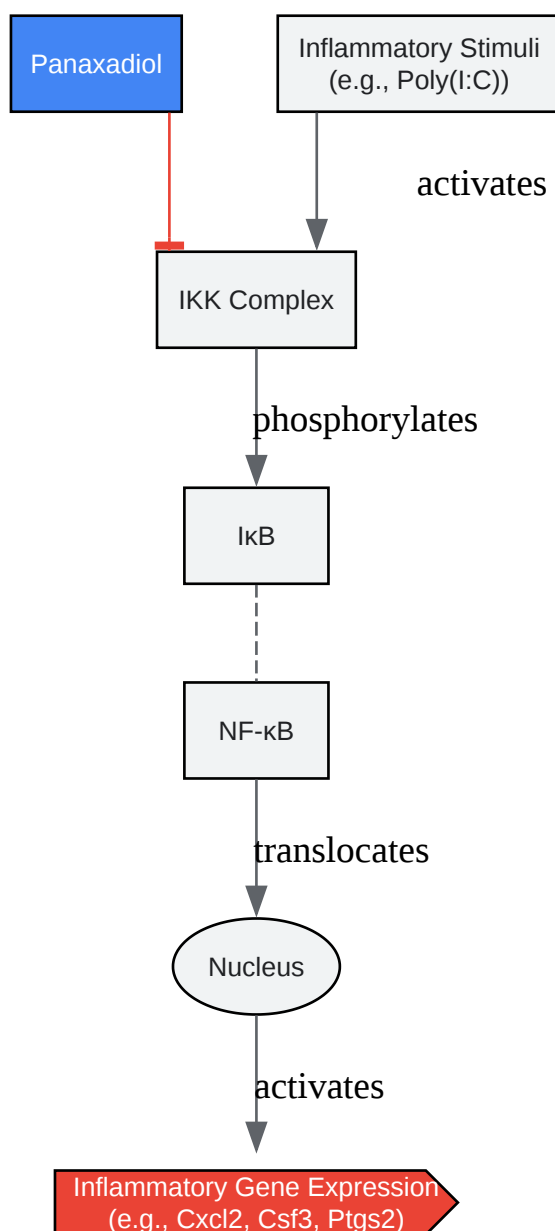 Panaxadiol
Inflammatory Stimuli
(e.g., Poly(I:C))
activates
IKK Complex
phosphorylates
IκB
NF-κB
translocates
Nucleus
activates
Inflammatory Gene Expression
(e.g., Cxcl2, Csf3, Ptgs2)